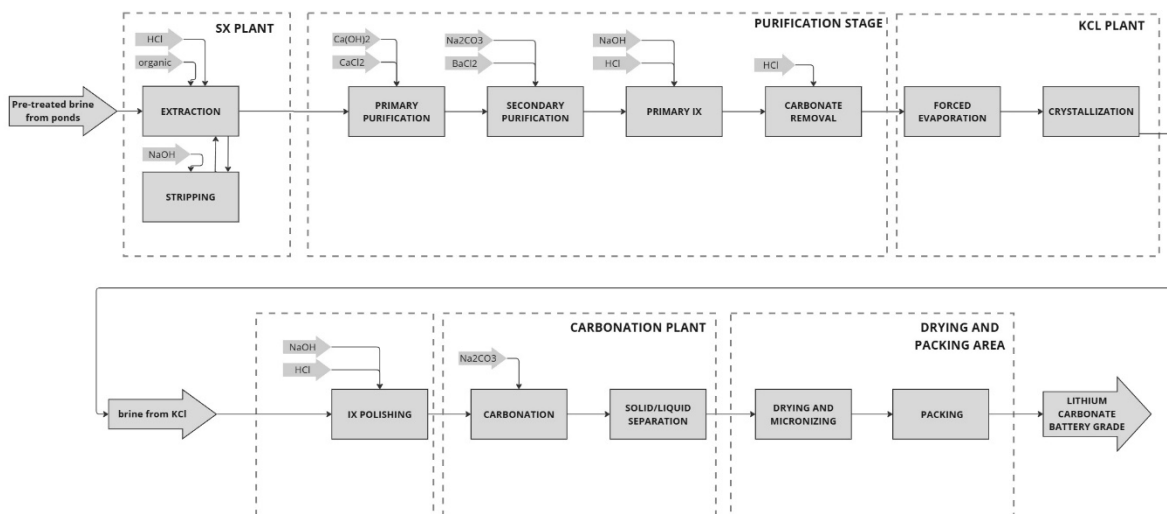 SX PLANT
HCl
organic
Pre-treated brine
from ponds
EXTRACTION
NaOH
STRIPPING
PURIFICATION STAGE
Ca(OH)2
CaCl2
PRIMARY
PURIFICATION
Na2CO3
BaCl2
SECONDARY
PURIFICATION
NaOH
HCl
PRIMARY IX
HCl
CARBONATE
REMOVAL
KCL PLANT
FORCED
EVAPORATION
CRYSTALLIZATION
brine from KCl
NaOH
HCl
IX POLISHING
CARBONATION PLANT
Na2CO3
CARBONATION
SOLID/LIQUID
SEPARATION
DRYING AND
PACKING AREA
DRYING AND
MICRONIZING
PACKING
LITHIUM
CARBONATE
BATTERY GRADE